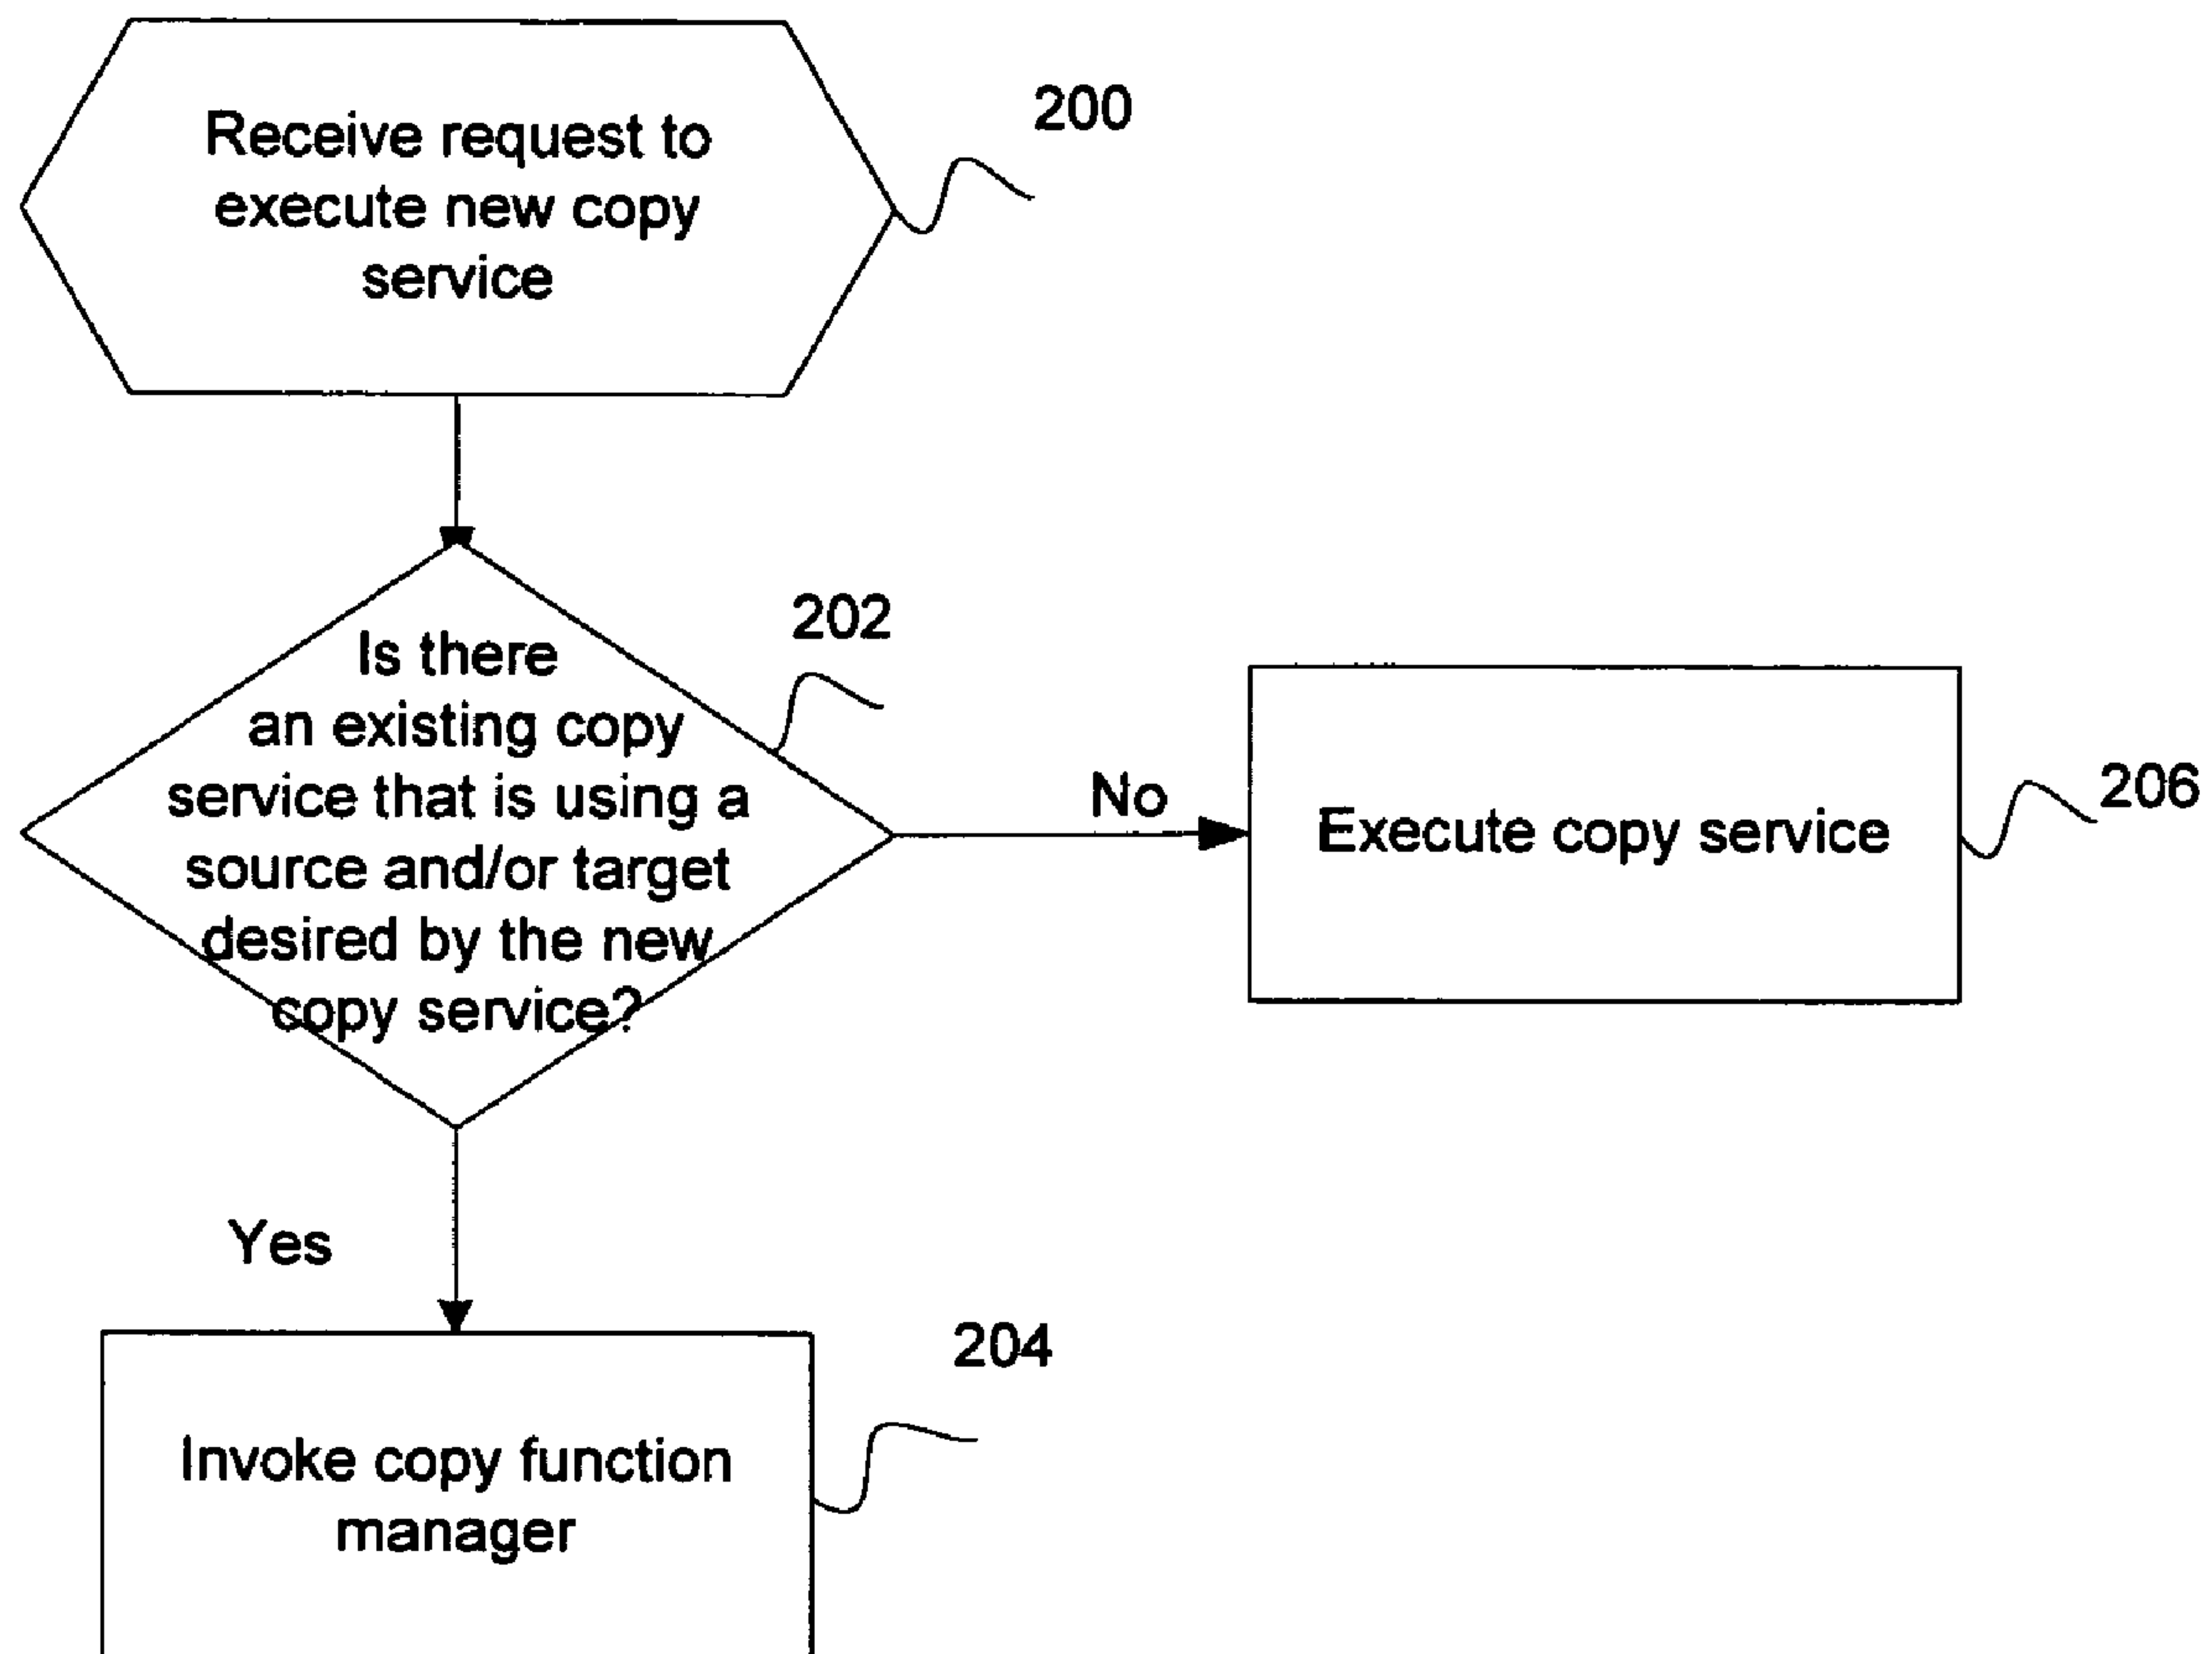 Receive request to
execute new copy
service
200
Is there
an existing copy
service that is using a
source and/or target
desired by the new
copy service?
202
No
Execute copy service
206
Yes
Invoke copy function
manager
204